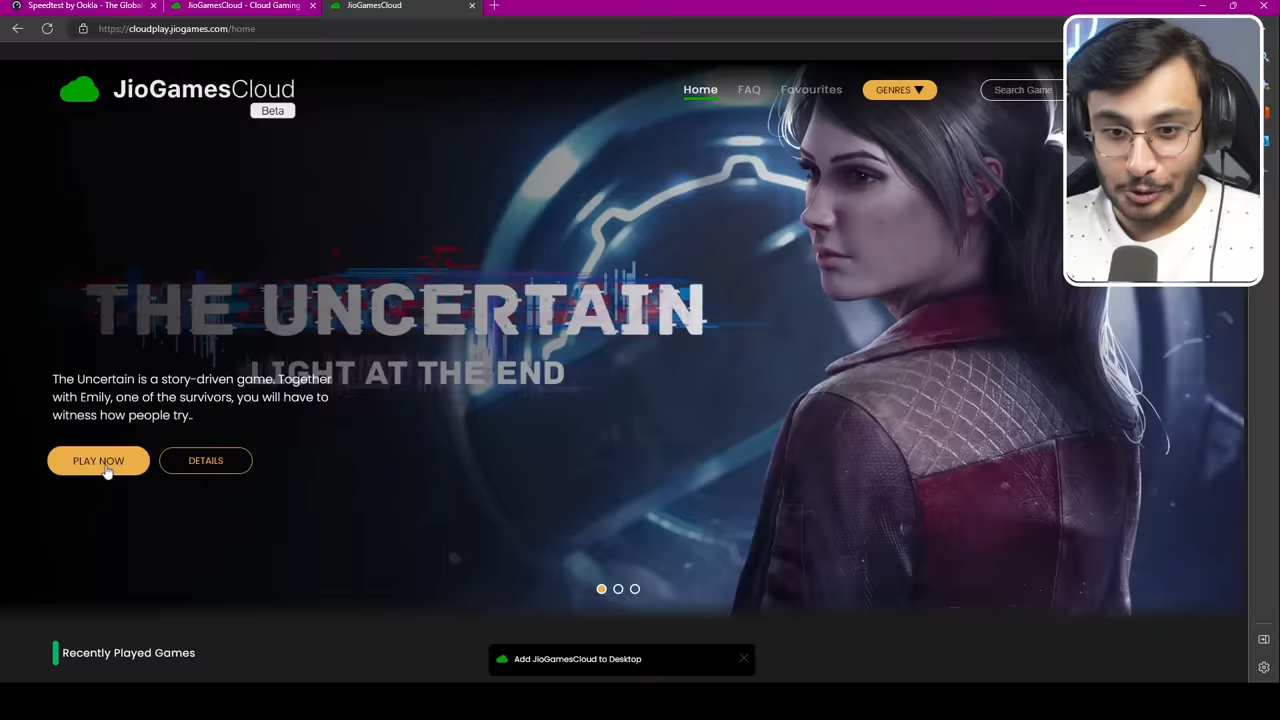 Speedtest by Ookla - The Global
JioGamesCloud - Cloud Gaming
JioGamesCloud
https://cloudplay.jiogames.com/home
JioGamesCloud
Beta
Home
FAQ
Favourites
GENRES ▼
Search Game
THE UNCERTAIN
LIGHT AT THE END
The Uncertain is a story-driven game. Together
with Emily, one of the survivors, you will have to
witness how people try..
PLAY NOW
DETAILS
Recently Played Games
Add JioGamesCloud to Desktop